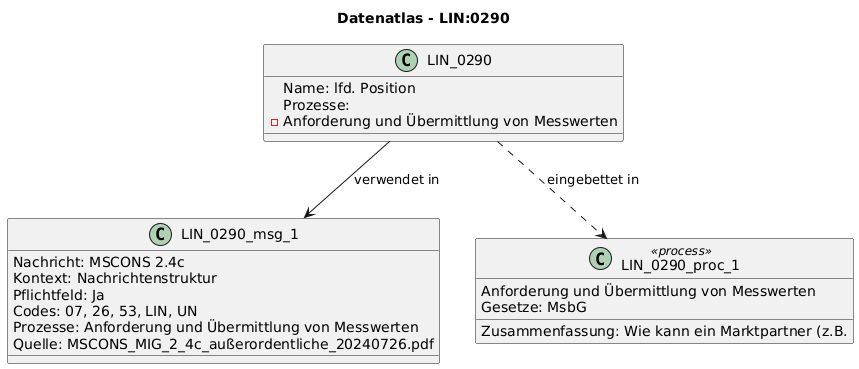 Datenatlas - LIN:0290
C LIN_0290
Name: lfd. Position
Prozesse:
Anforderung und Übermittlung von Messwerten
verwendet in
eingebettet in
C LIN_0290_msg_1
Nachricht: MSCONS 2.4c
Kontext: Nachrichtenstruktur
Pflichtfeld: Ja
Codes: 07, 26, 53, LIN, UN
Prozesse: Anforderung und Übermittlung von Messwerten
Quelle: MSCONS_MIG_2_4c_außerordentliche_20240726.pdf
«process»
C LIN_0290_proc_1
Anforderung und Übermittlung von Messwerten
Gesetze: MsbG
Zusammenfassung: Wie kann ein Marktpartner (z.B.